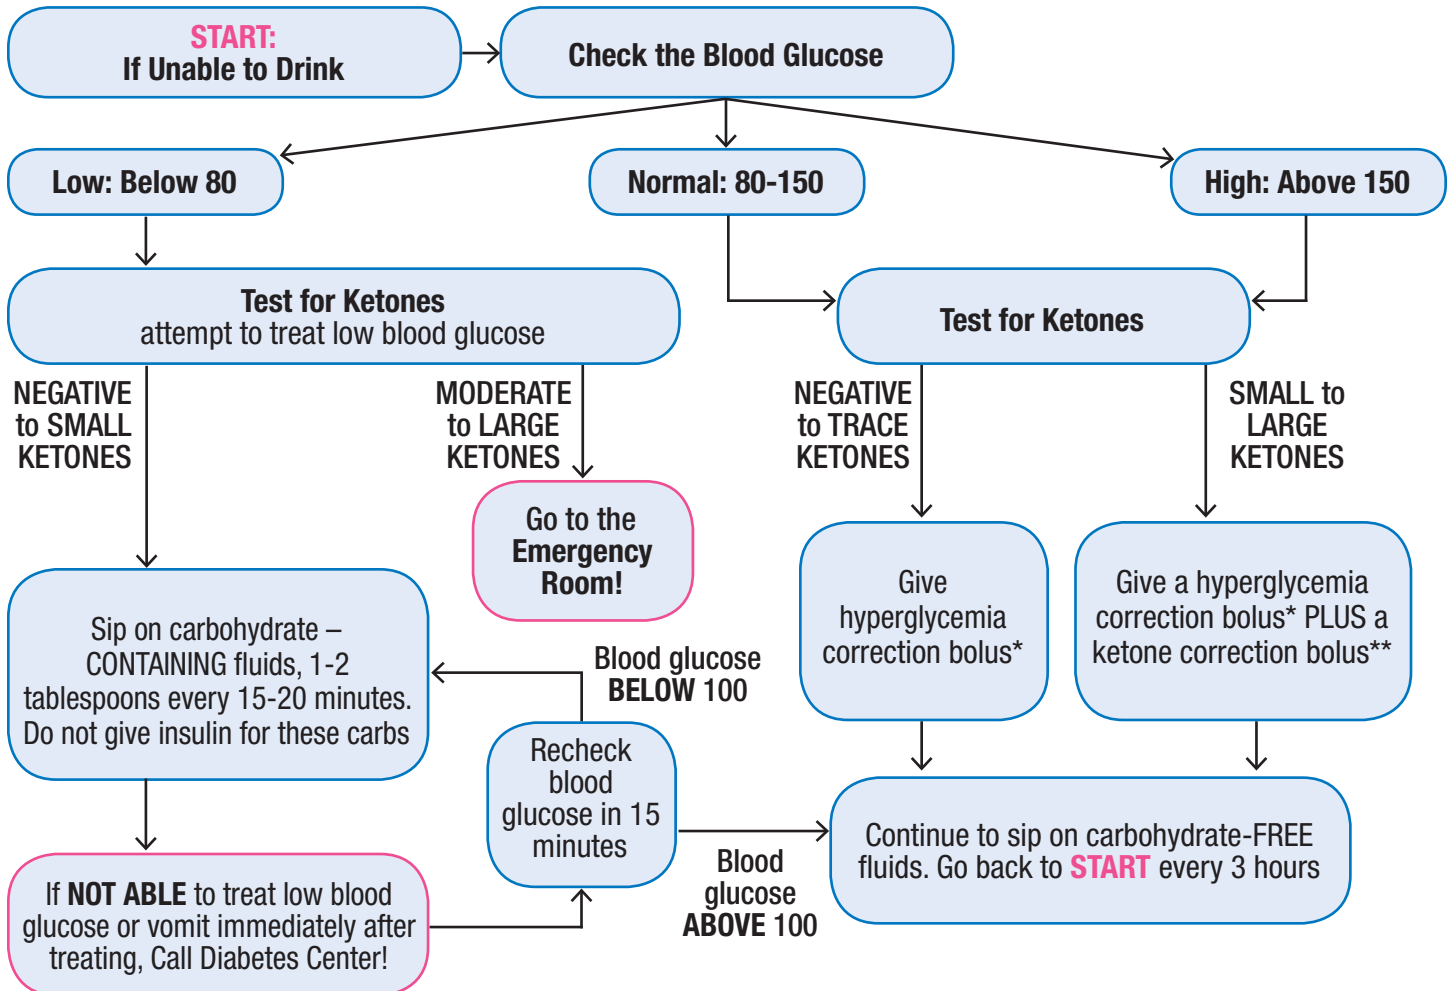 START:
If Unable to Drink
Check the Blood Glucose
Low: Below 80
Normal: 80-150
High: Above 150
Test for Ketones
attempt to treat low blood glucose
Test for Ketones
NEGATIVE
to SMALL
KETONES
MODERATE
to LARGE
KETONES
NEGATIVE
to TRACE
KETONES
SMALL to
LARGE
KETONES
Go to the
Emergency
Room!
Sip on carbohydrate –
CONTAINING fluids, 1-2
tablespoons every 15-20 minutes.
Do not give insulin for these carbs
Give
hyperglycemia
correction bolus*
Give a hyperglycemia
correction bolus* PLUS a
ketone correction bolus**
Blood glucose
BELOW 100
Recheck
blood
glucose in 15
minutes
Blood
glucose
ABOVE 100
Continue to sip on carbohydrate-FREE
fluids. Go back to START every 3 hours
If NOT ABLE to treat low blood
glucose or vomit immediately after
treating, Call Diabetes Center!